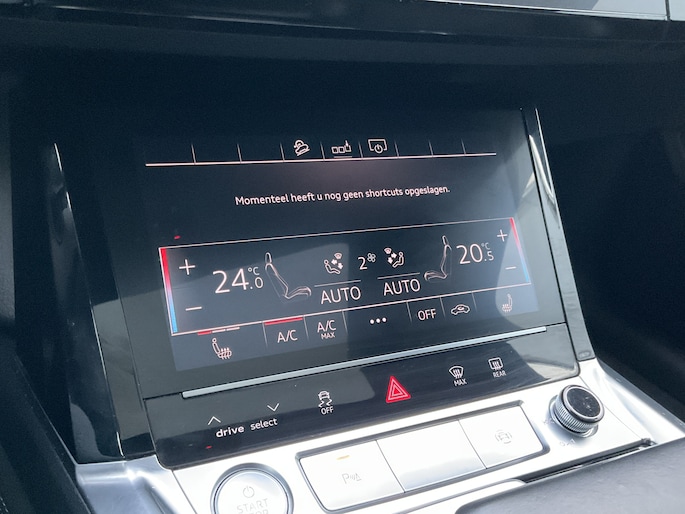 Momenteel heeft u nog geen shortcuts opgeslagen.
+ 24.0 °C 2 20.5 °C +
− AUTO AUTO −
A/C A/C MAX ••• OFF
drive select OFF MAX REAR
START
P